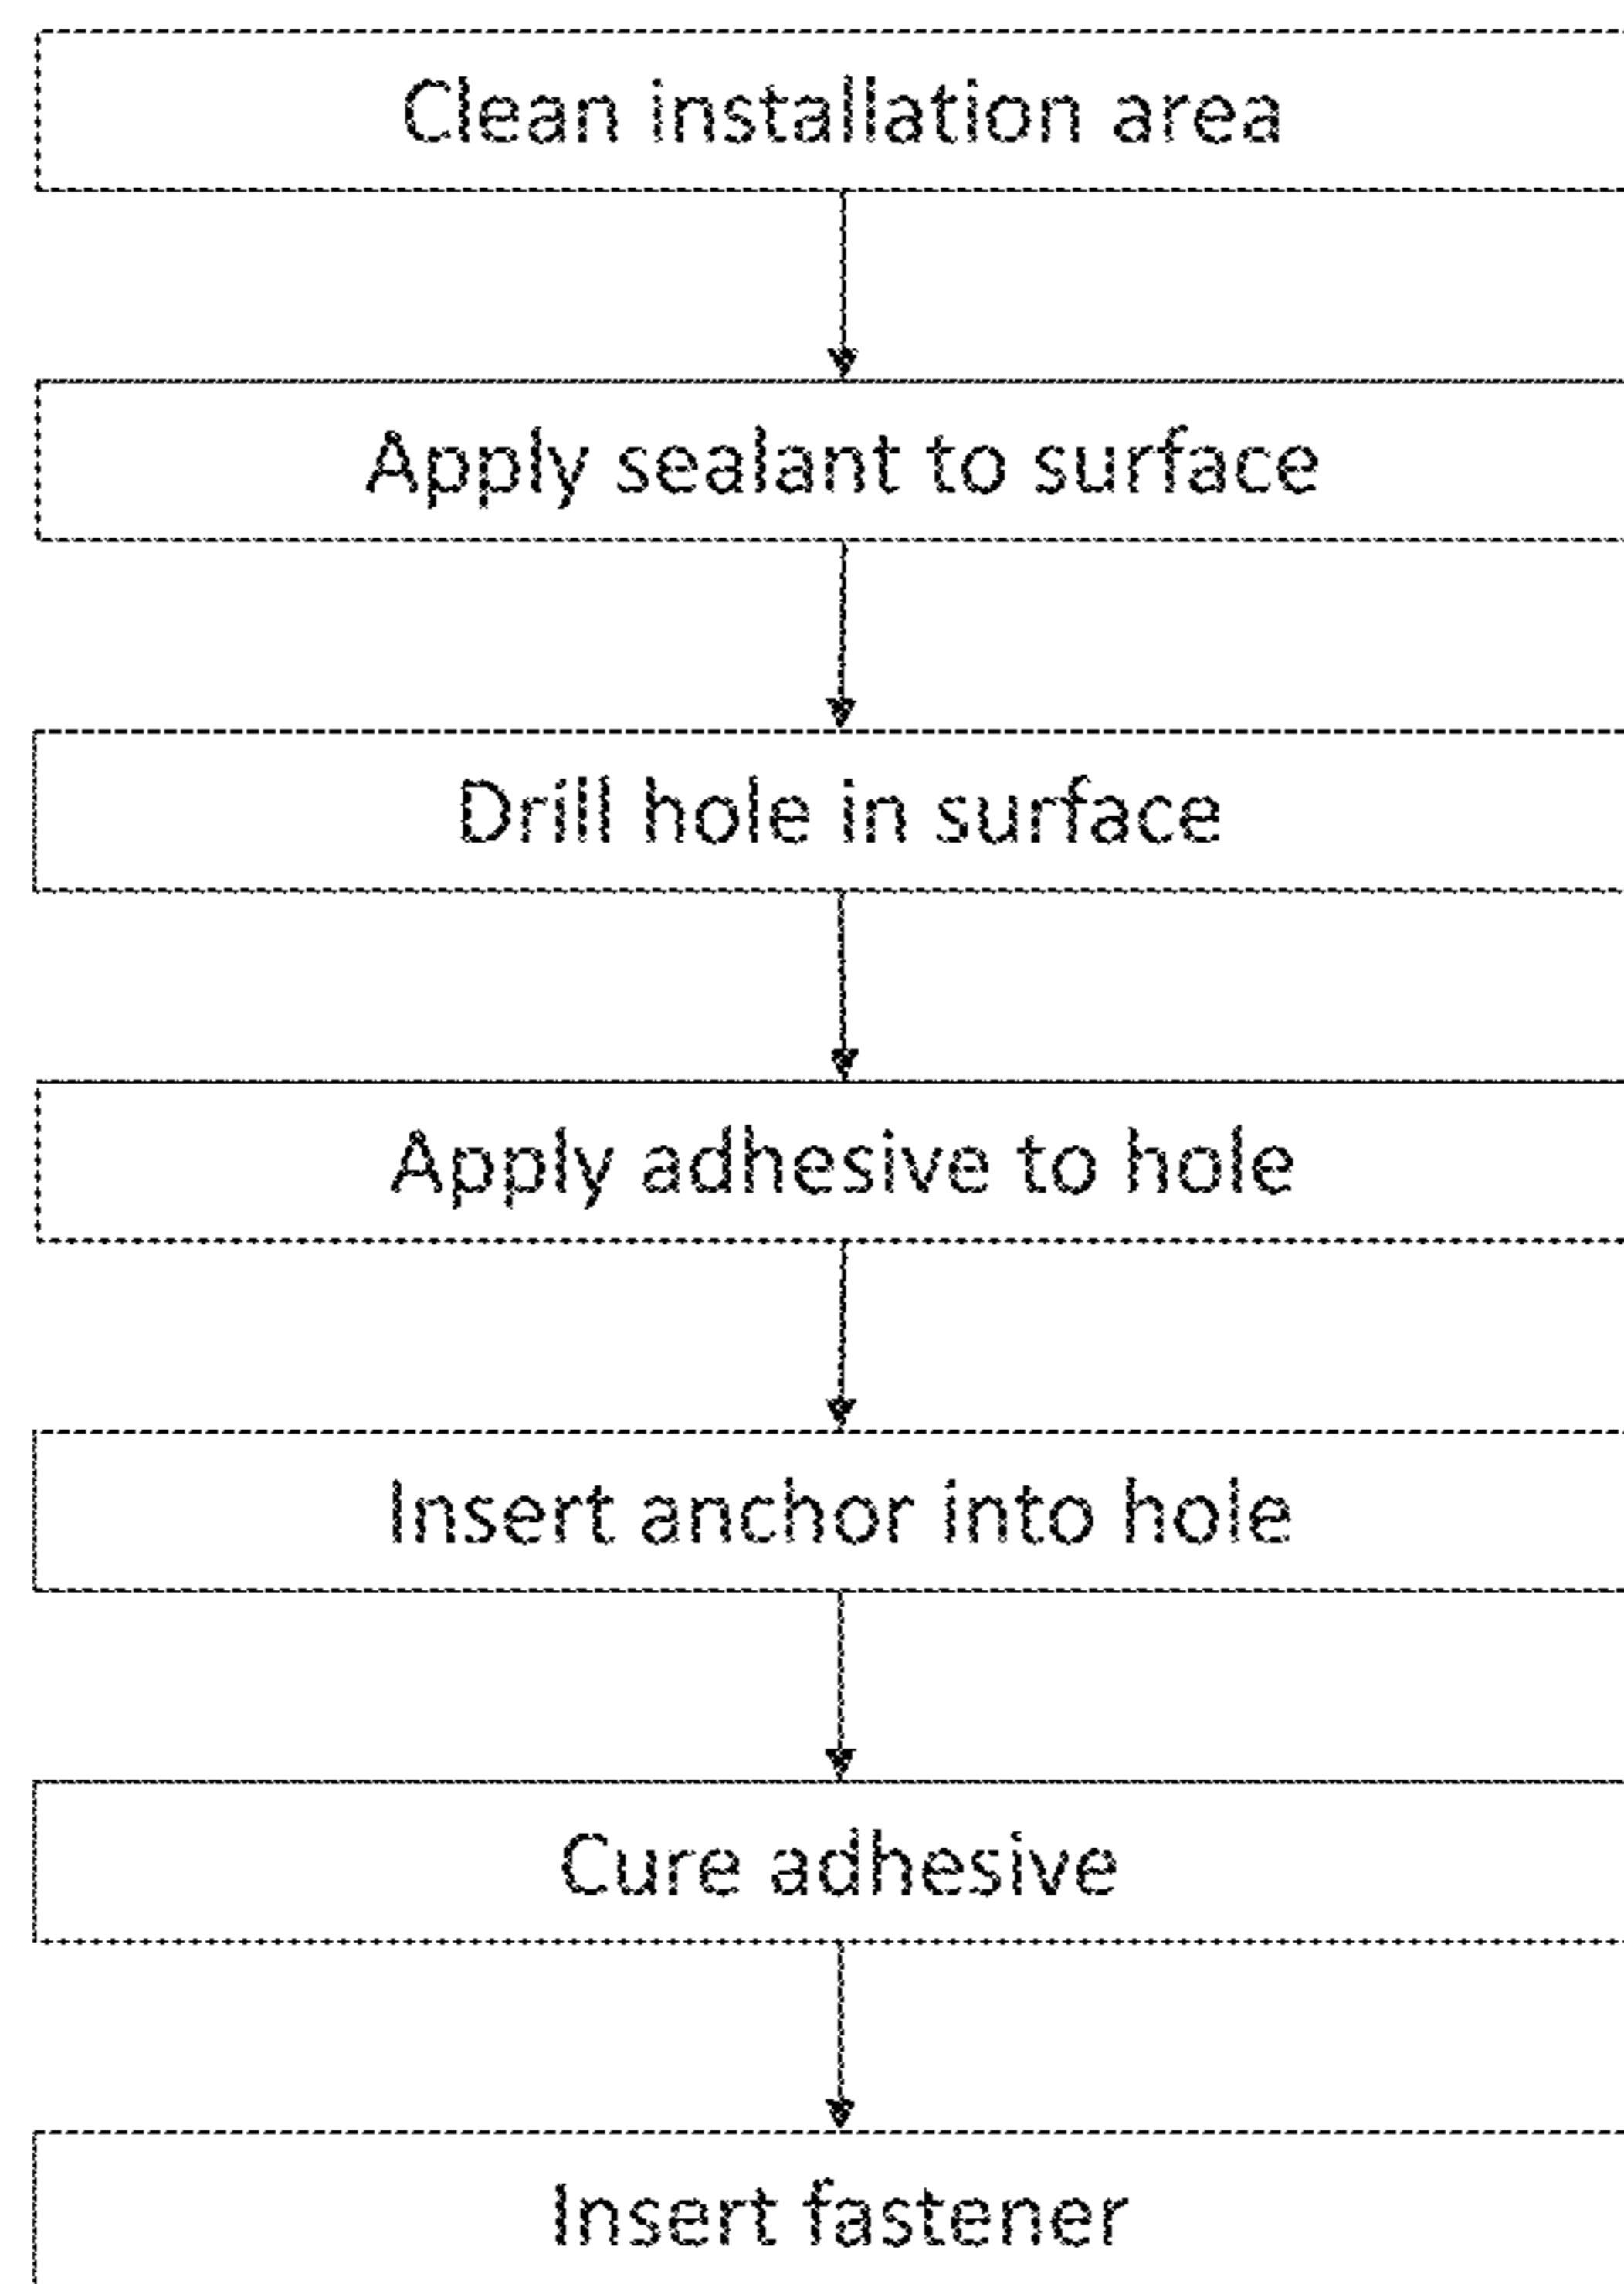 Clean installation area
Apply sealant to surface
Drill hole in surface
Apply adhesive to hole
Insert anchor into hole
Cure adhesive
Insert fastener